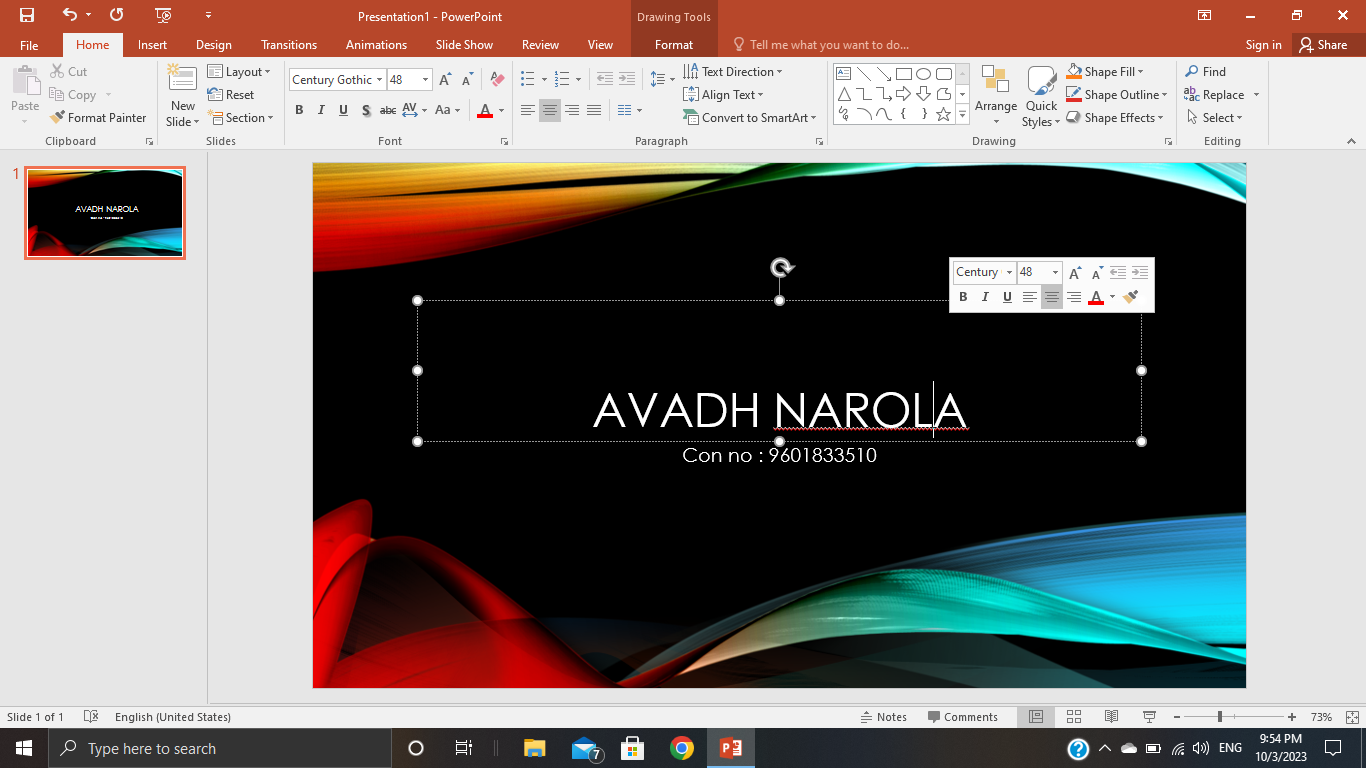 Presentation1 - PowerPoint
Drawing Tools
File Home Insert Design Transitions Animations Slide Show Review View Format Tell me what you want to do... Sign in Share
Paste
Cut
Copy
Format Painter
Clipboard
New Slide
Layout
Reset
Section
Slides
Century Gothic 48
B I U S abc AV Aa A
Font
Text Direction
Align Text
Convert to SmartArt
Paragraph
Arrange
Quick Styles
Shape Fill
Shape Outline
Shape Effects
Drawing
Find
Replace
Select
Editing
1
AVADH NAROLA
Century 48
B I U A
AVADH NAROLA
Con no : 9601833510
Slide 1 of 1 English (United States) Notes Comments 73%
Type here to search
7
ENG
9:54 PM
10/3/2023